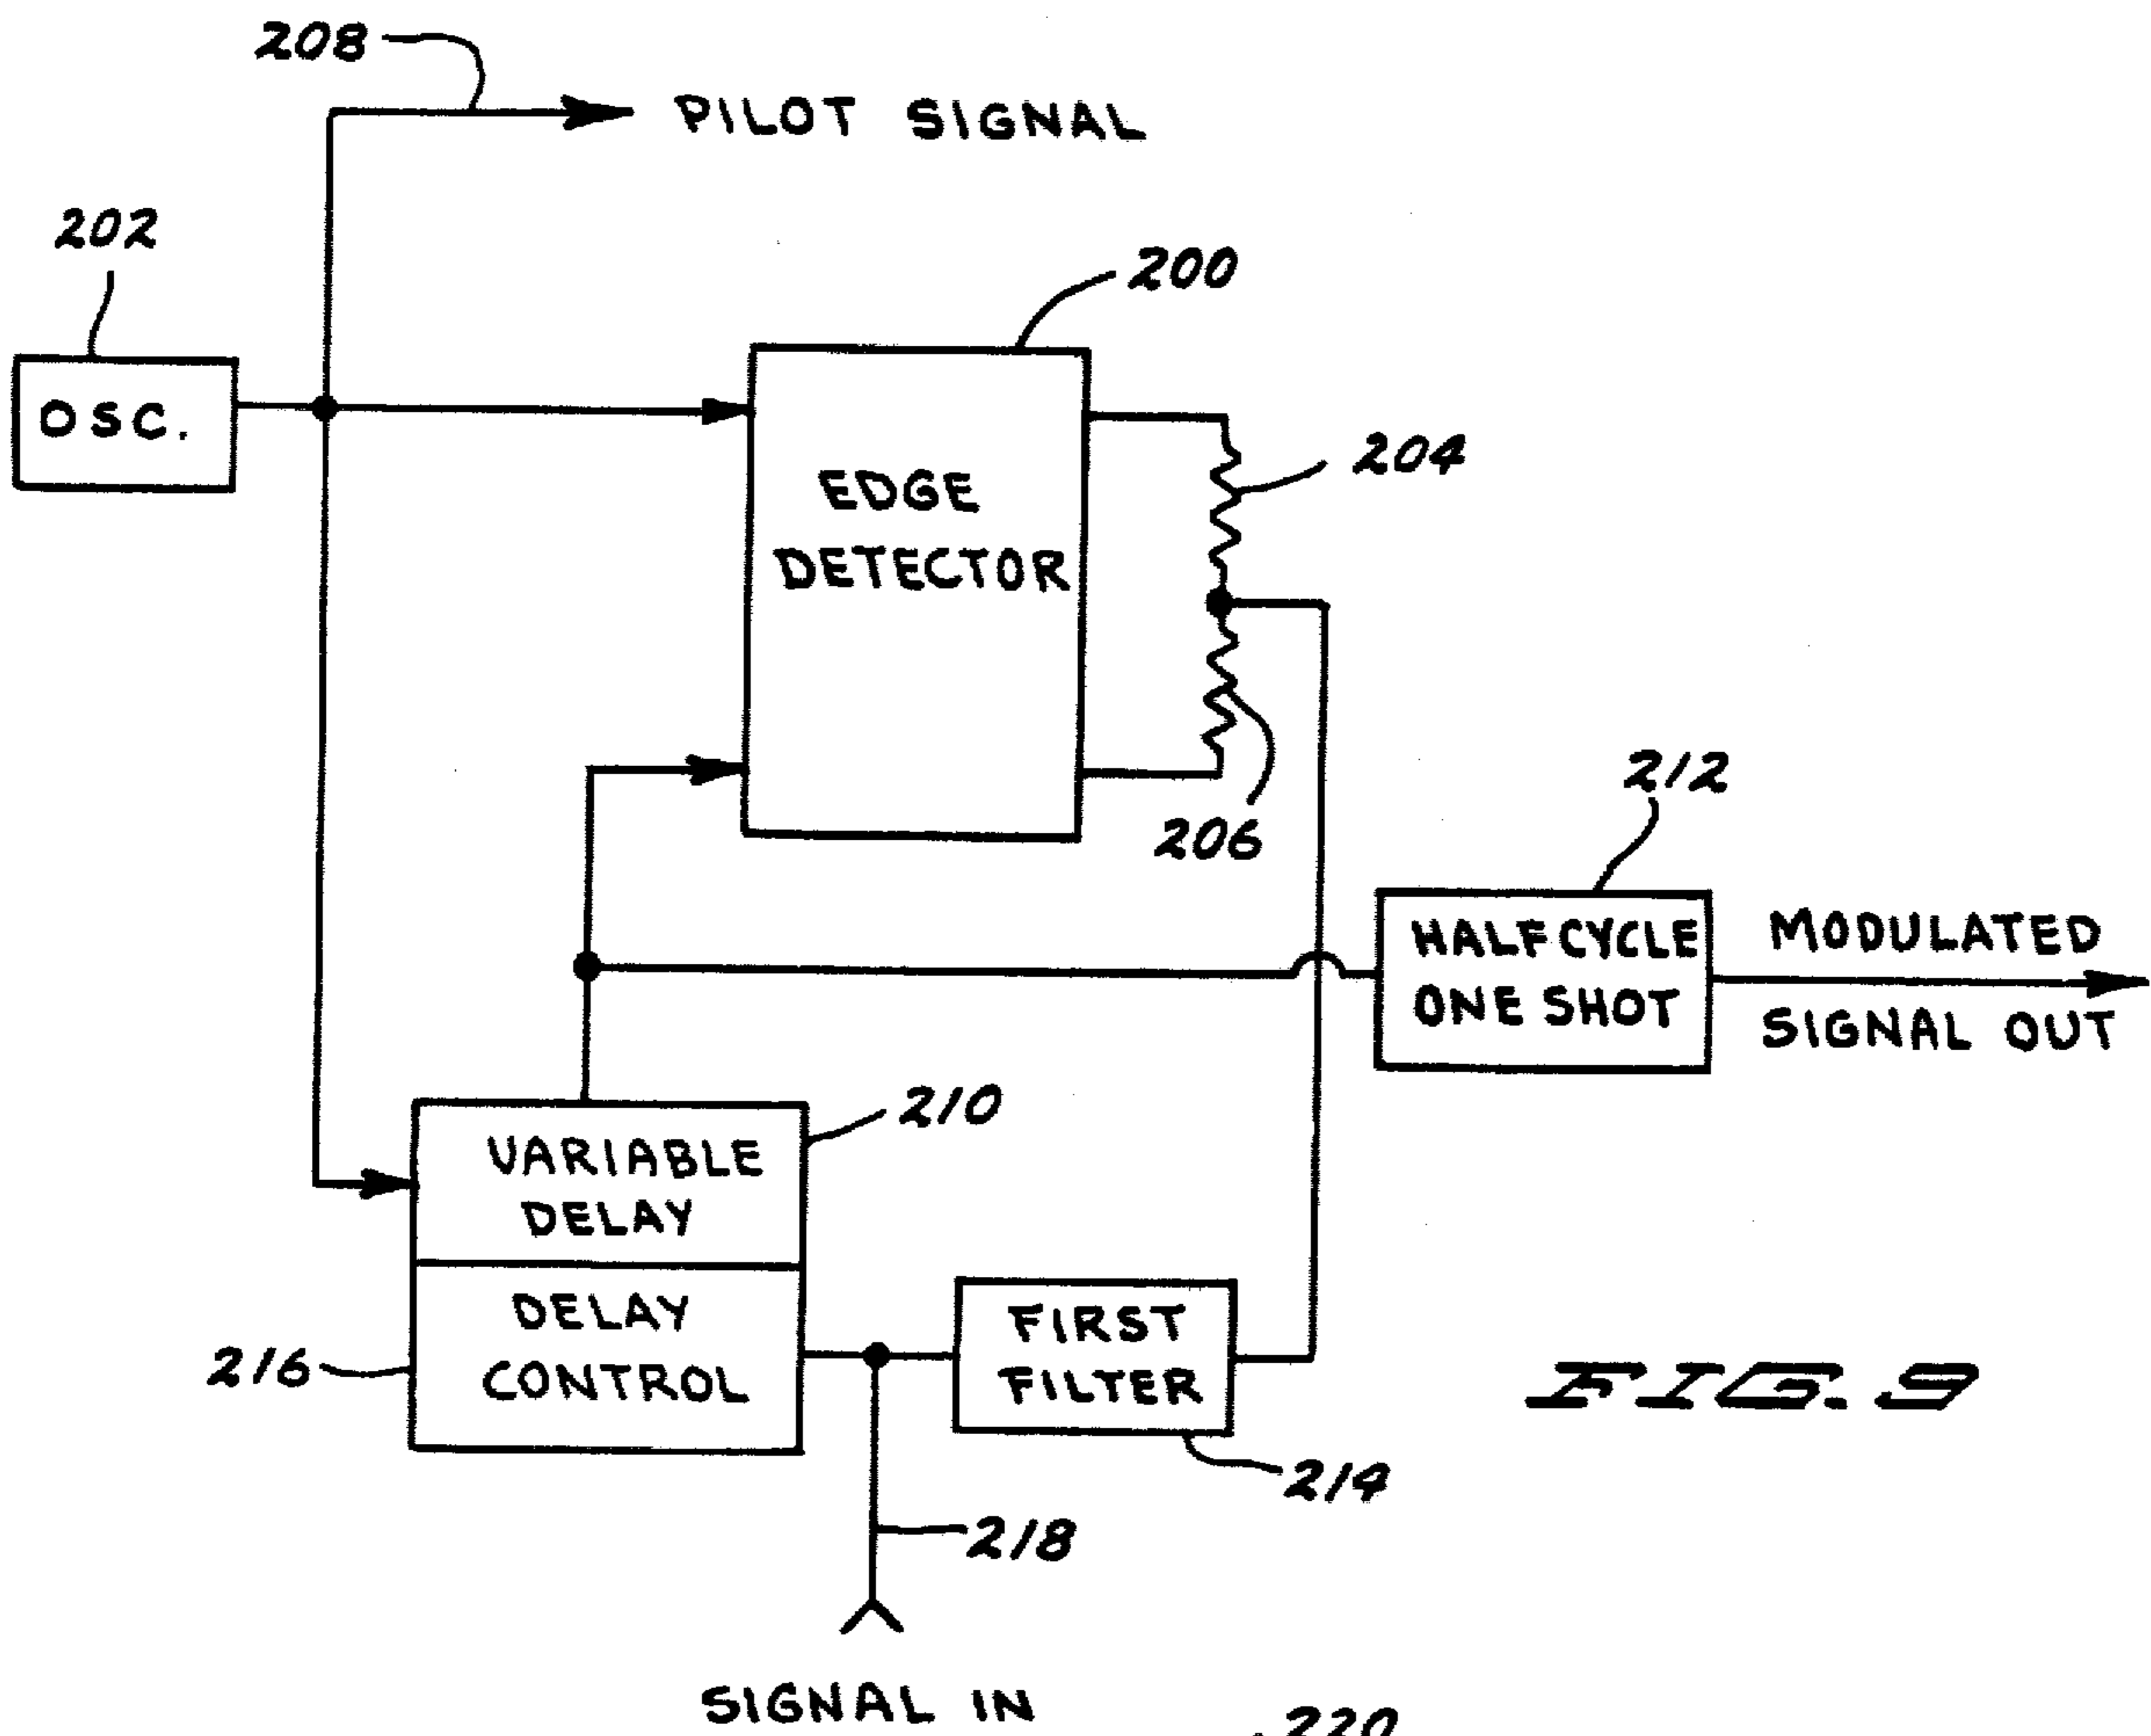 208
PILOT SIGNAL
202
200
OSC.
204
EDGE
DETECTOR
212
206
HALF CYCLE
ONE SHOT
MODULATED
SIGNAL OUT
210
VARIABLE
DELAY
DELAY
CONTROL
216
FIRST
FILTER
FIG. 9
214
218
SIGNAL IN
220